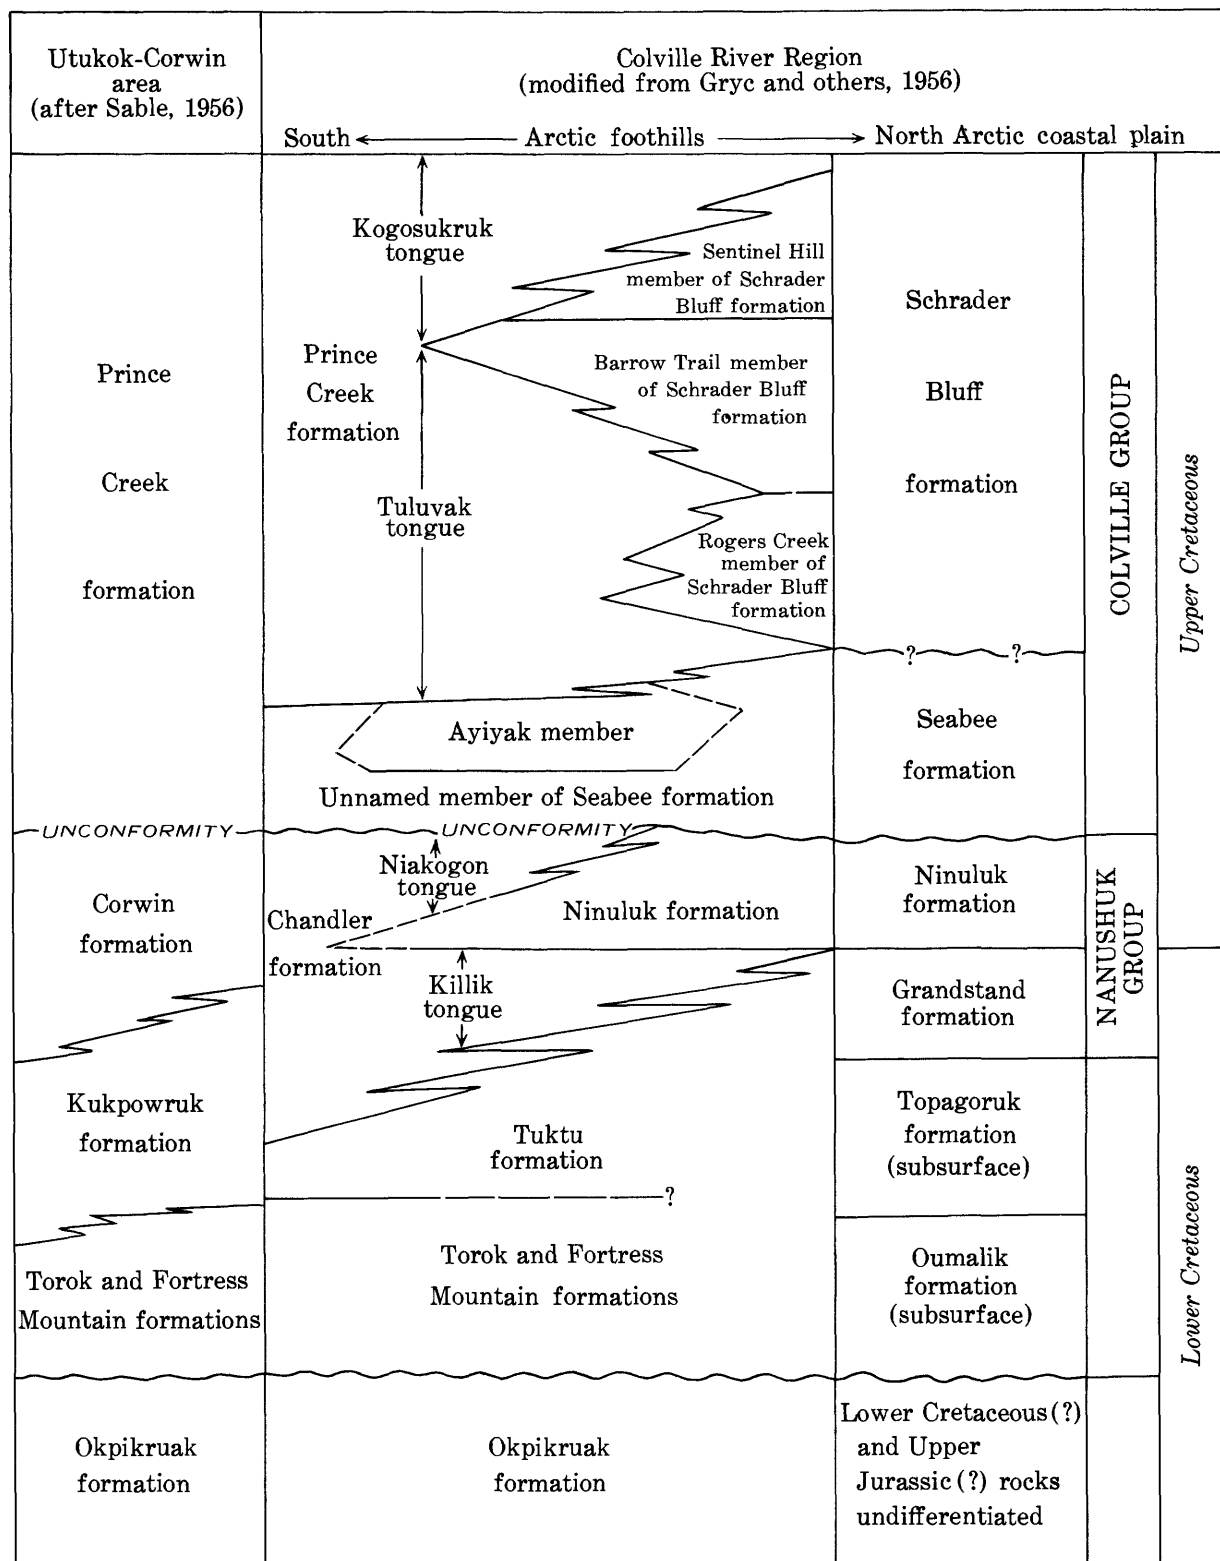 Utukok-Corwin
area
(after Sable, 1956)
Colville River Region
(modified from Gryc and others, 1956)
South
Arctic foothills
North Arctic coastal plain
Prince
Creek
formation
Kogosukruk
tongue
Prince
Creek
formation
Tuluvak
tongue
Sentinel Hill
member of Schrader
Bluff formation
Barrow Trail member
of Schrader Bluff
formation
Rogers Creek
member of
Schrader Bluff
formation
Schrader
Bluff
formation
? ?
COLVILLE GROUP
Upper Cretaceous
Ayiyak member
Unnamed member of Seabee formation
Seabee
formation
UNCONFORMITY
UNCONFORMITY
Corwin
formation
Niakogon
tongue
Chandler
formation
Ninuluk formation
Ninuluk
formation
Killik
tongue
Grandstand
formation
NANUSHUK
GROUP
Kukpowruk
formation
Tuktu
formation
?
Topagoruk
formation
(subsurface)
Torok and Fortress
Mountain formations
Torok and Fortress
Mountain formations
Oumalik
formation
(subsurface)
Lower Cretaceous
Okpikruak
formation
Okpikruak
formation
Lower Cretaceous (?)
and Upper
Jurassic (?) rocks
undifferentiated